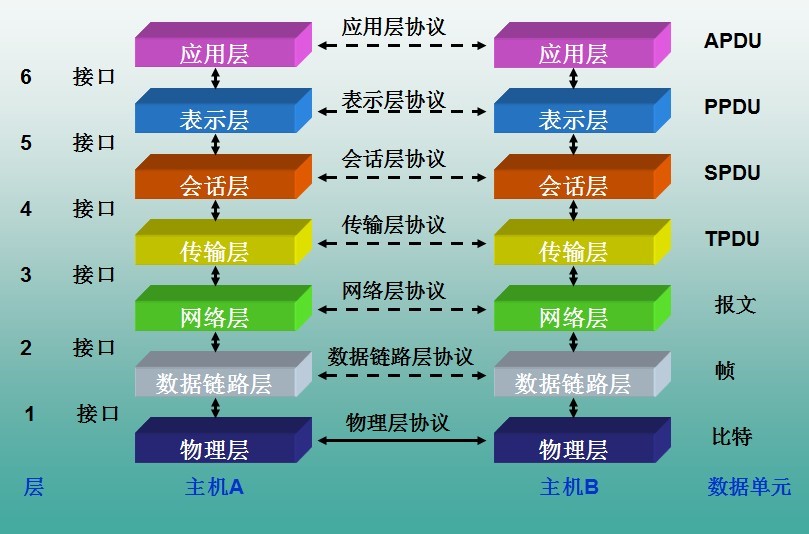 应用层 应用层协议 应用层 APDU
6 接口
表示层 表示层协议 表示层 PPDU
5 接口
会话层 会话层协议 会话层 SPDU
4 接口
传输层 传输层协议 传输层 TPDU
3 接口
网络层 网络层协议 网络层 报文
2 接口
数据链路层 数据链路层协议 数据链路层 帧
1 接口
物理层 物理层协议 物理层 比特
层 主机A 主机B 数据单元